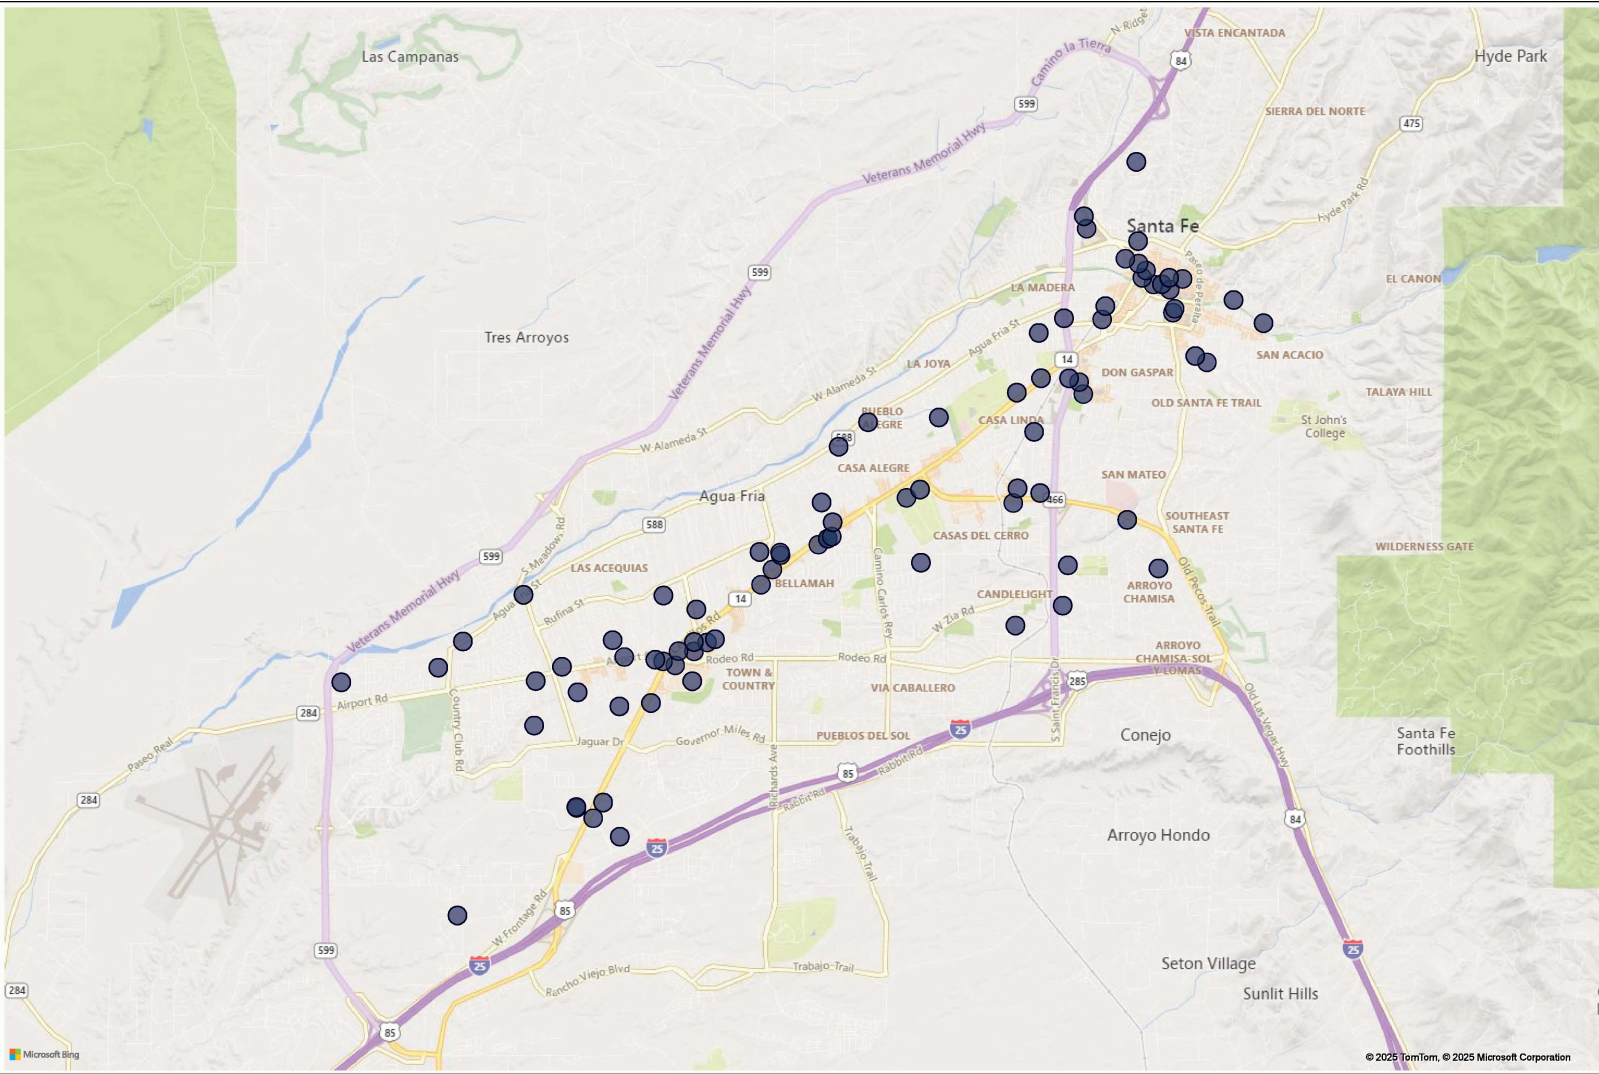 VISTA ENCANTADA
N Ridge
Las Campanas
Camino la Tierra
84
Hyde Park
599
SIERRA DEL NORTE
475
Veterans Memorial Hwy
Hyde Park Rd
Santa Fe
Paseo de Peralta
599
EL CANON
LA MADERA
Veterans Memorial Hwy
Tres Arroyos
Agua Fria St
SAN ACACIO
14
LA JOYA
DON GASPAR
W Alameda St
TALAYA HILL
OLD SANTA FE TRAIL
PUEBLO
ALEGRE
CASA LINDA
St John's
College
588
W Alameda St
CASA ALEGRE
SAN MATEO
Agua Fria
466
SOUTHEAST
SANTA FE
588
S Meadows Rd
CASAS DEL CERRO
WILDERNESS GATE
599
LAS ACEQUIAS
Camino Carlos Rey
Old Pecos Trail
BELLAMAH
ARROYO
CHAMISA
CANDLELIGHT
14
Rufina St
W Zia Rd
Veterans Memorial Hwy
Rodeo Rd
Rodeo Rd
ARROYO
CHAMISA-SOL
Y LOMAS
TOWN &
COUNTRY
VIA CABALLERO
285
S Saint Francis Dr
Airport Rd
284
Country Club Rd
Old Las Vegas Hwy
Jaguar Dr
Governor Miles Rd
PUEBLOS DEL SOL
25
Conejo
Santa Fe
Foothills
Paseo Real
Richards Ave
85
Rabbit Rd
284
Rabbit Rd
84
Arroyo Hondo
25
Trabajo Trail
85
W Frontage Rd
599
25
25
Rancho Viejo Blvd
Trabajo Trail
Seton Village
284
Sunlit Hills
85
Microsoft Bing
© 2025 TomTom, © 2025 Microsoft Corporation